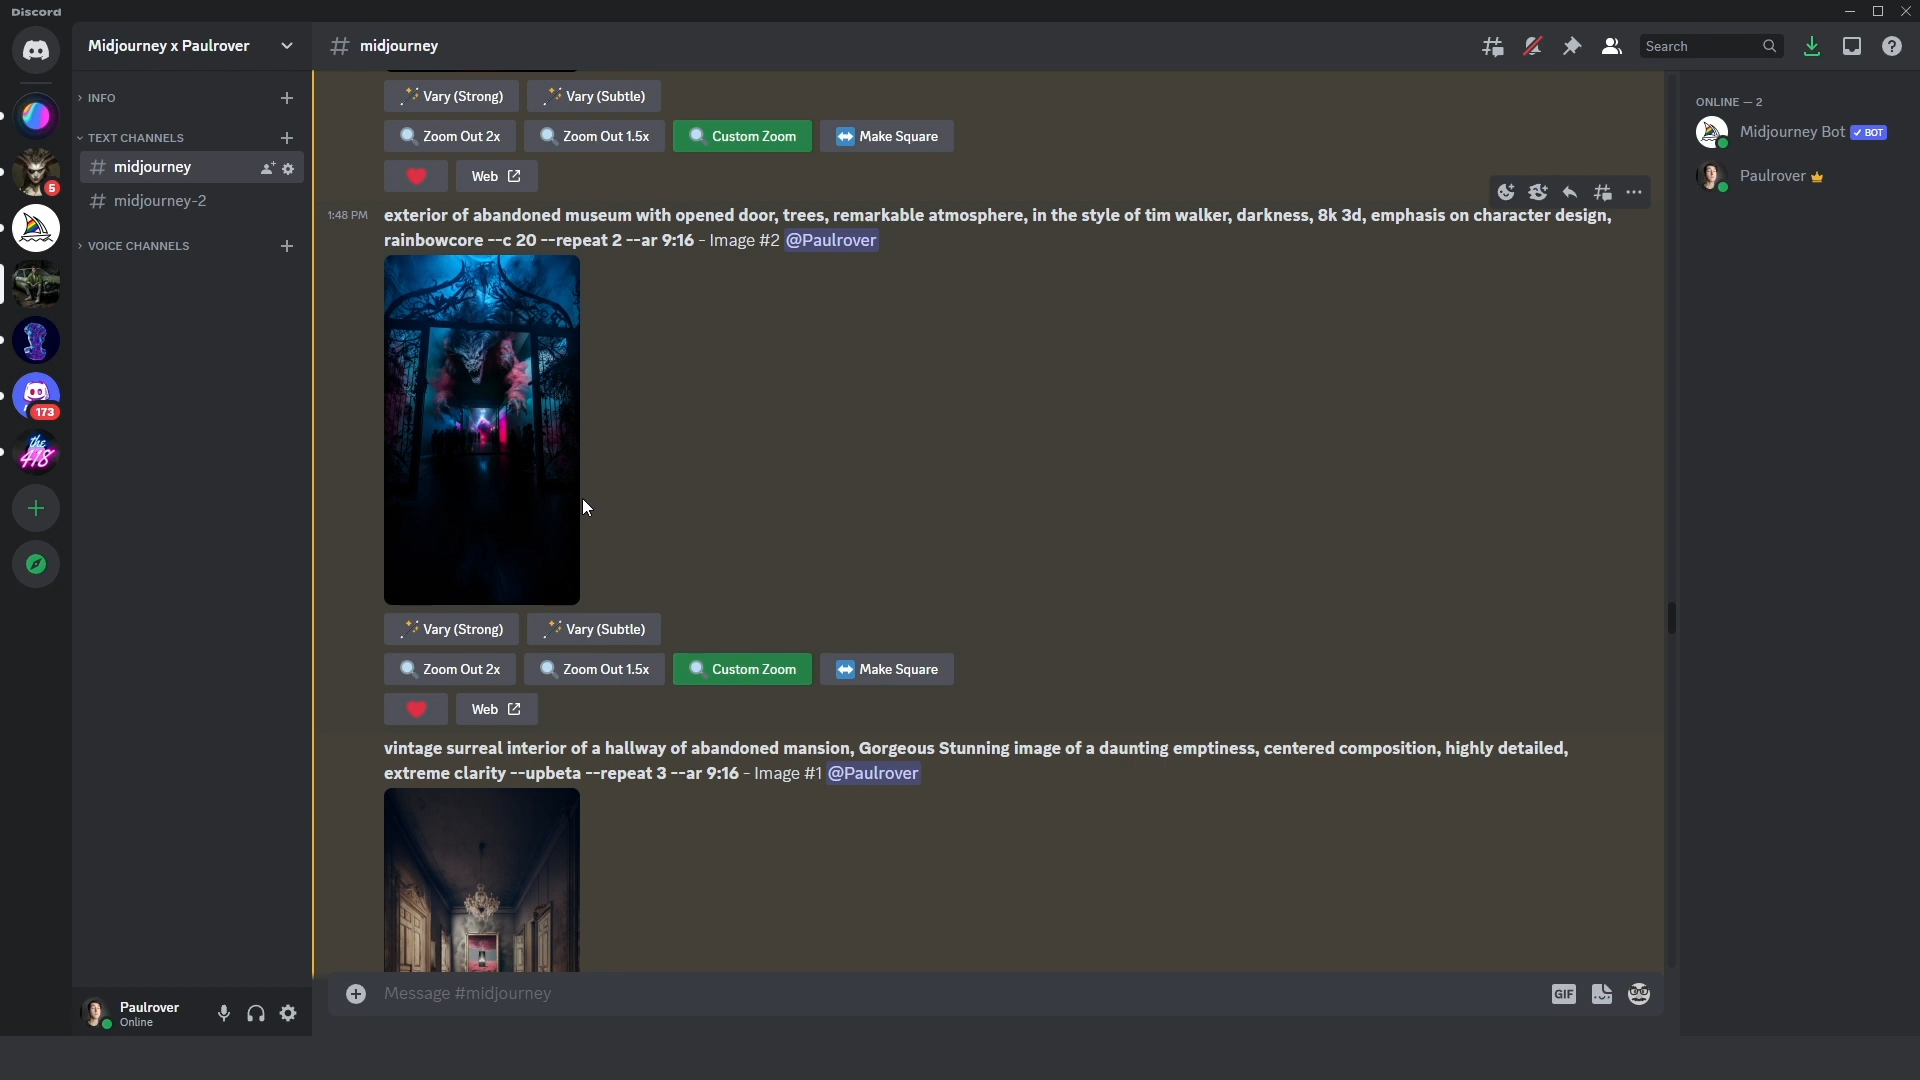 Discord
Midjourney x Paulrover
midjourney
Search
INFO
TEXT CHANNELS
midjourney
midjourney-2
VOICE CHANNELS
5
173
the
418
Vary (Strong)
Vary (Subtle)
Zoom Out 2x
Zoom Out 1.5x
Custom Zoom
Make Square
Web
1:48 PM
exterior of abandoned museum with opened door, trees, remarkable atmosphere, in the style of tim walker, darkness, 8k 3d, emphasis on character design,
rainbowcore --c 20 --repeat 2 --ar 9:16 - Image #2 @Paulrover
Vary (Strong)
Vary (Subtle)
Zoom Out 2x
Zoom Out 1.5x
Custom Zoom
Make Square
Web
vintage surreal interior of a hallway of abandoned mansion, Gorgeous Stunning image of a daunting emptiness, centered composition, highly detailed,
extreme clarity --upbeta --repeat 3 --ar 9:16 - Image #1 @Paulrover
Message #midjourney
GIF
Paulrover
Online
ONLINE — 2
Midjourney Bot ✓ BOT
Paulrover